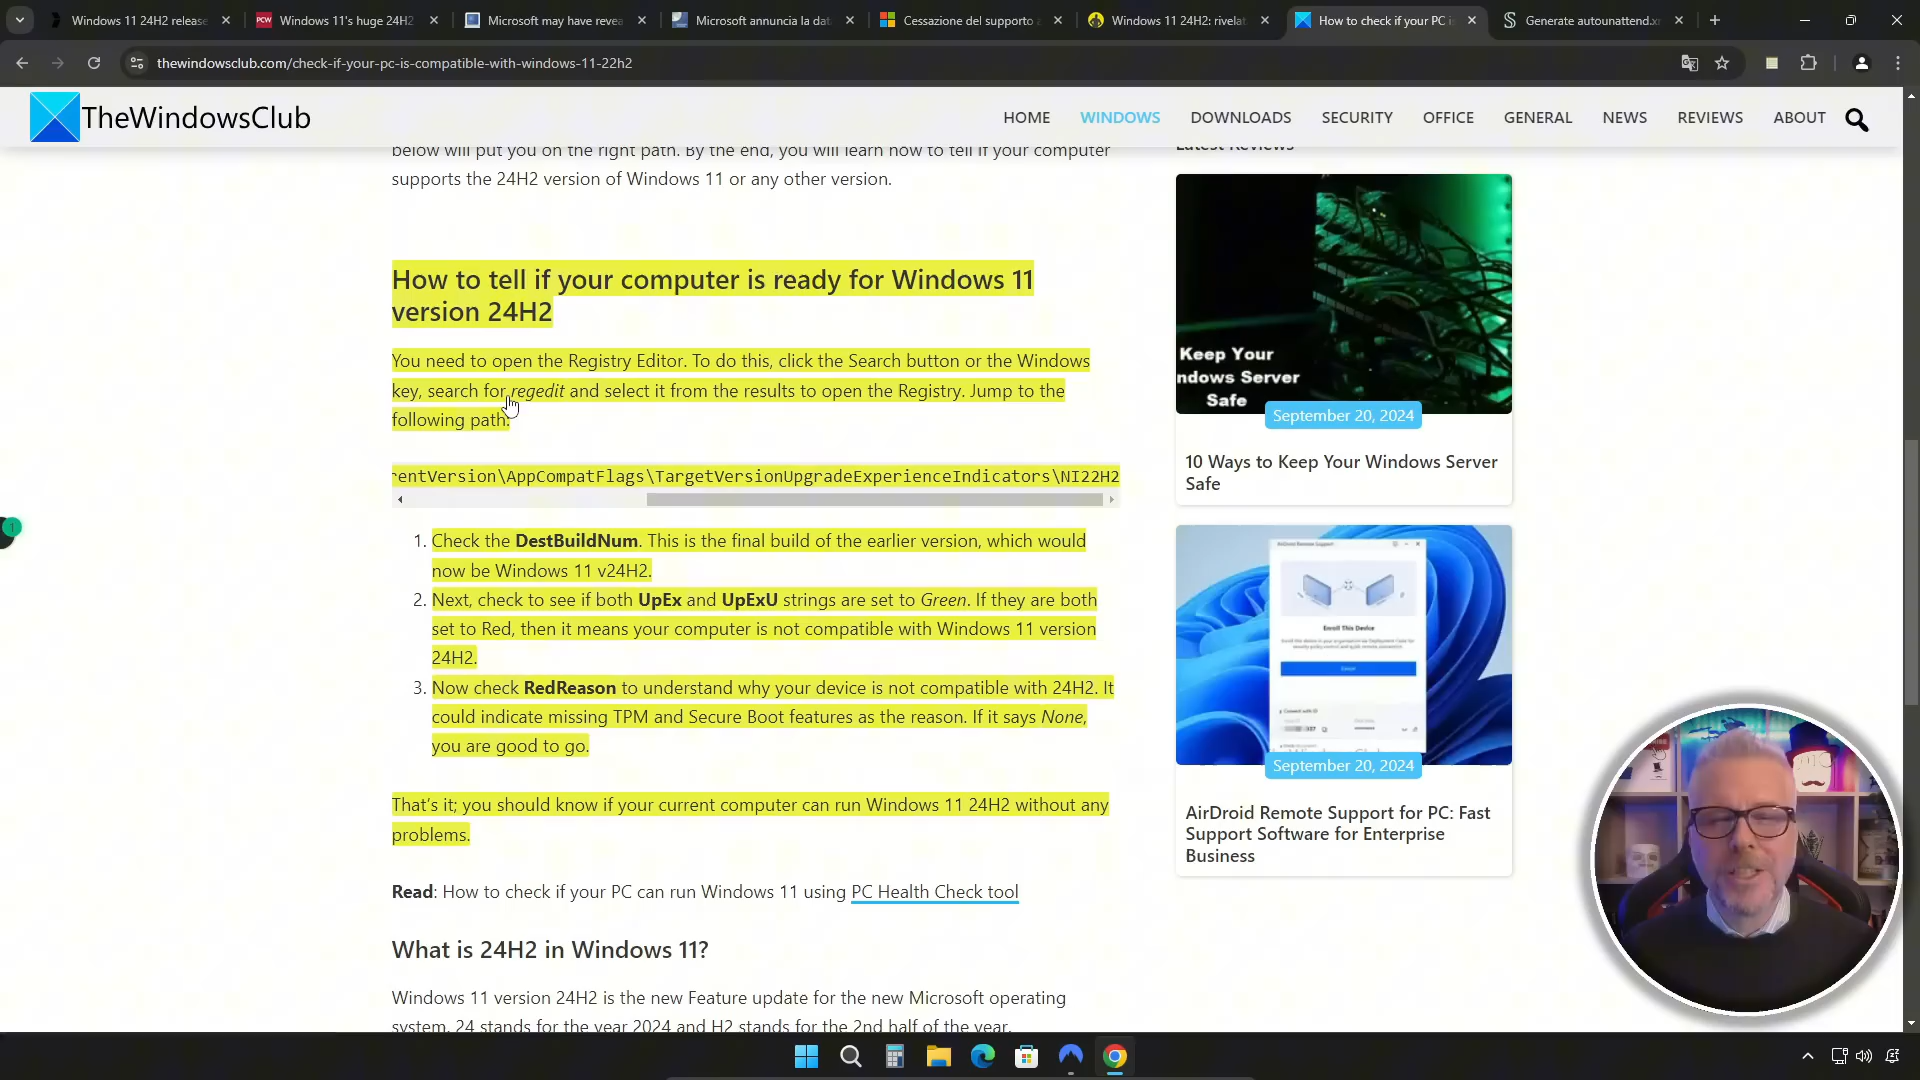 Windows 11 24H2 release
Windows 11's huge 24H2
Microsoft may have revea
Microsoft annuncia la dat
Cessazione del supporto a
Windows 11 24H2: rivelat
How to check if your PC is
Generate autounattend.x
thewindowsclub.com/check-if-your-pc-is-compatible-with-windows-11-22h2
TheWindowsClub
HOME
WINDOWS
DOWNLOADS
SECURITY
OFFICE
GENERAL
NEWS
REVIEWS
ABOUT
below will put you on the right path. By the end, you will learn how to tell if your computer
supports the 24H2 version of Windows 11 or any other version.
How to tell if your computer is ready for Windows 11
version 24H2
You need to open the Registry Editor. To do this, click the Search button or the Windows
key, search for regedit and select it from the results to open the Registry. Jump to the
following path:
rentVersion\AppCompatFlags\TargetVersionUpgradeExperienceIndicators\NI22H2
1. Check the DestBuildNum. This is the final build of the earlier version, which would
now be Windows 11 v24H2.
2. Next, check to see if both UpEx and UpExU strings are set to Green. If they are both
set to Red, then it means your computer is not compatible with Windows 11 version
24H2.
3. Now check RedReason to understand why your device is not compatible with 24H2. It
could indicate missing TPM and Secure Boot features as the reason. If it says None,
you are good to go.
That's it; you should know if your current computer can run Windows 11 24H2 without any
problems.
Read: How to check if your PC can run Windows 11 using PC Health Check tool
What is 24H2 in Windows 11?
Windows 11 version 24H2 is the new Feature update for the new Microsoft operating
system. 24 stands for the year 2024 and H2 stands for the 2nd half of the year.
Latest Reviews
Keep Your
ndows Server
Safe
September 20, 2024
10 Ways to Keep Your Windows Server
Safe
Enroll This Device
September 20, 2024
AirDroid Remote Support for PC: Fast
Support Software for Enterprise
Business